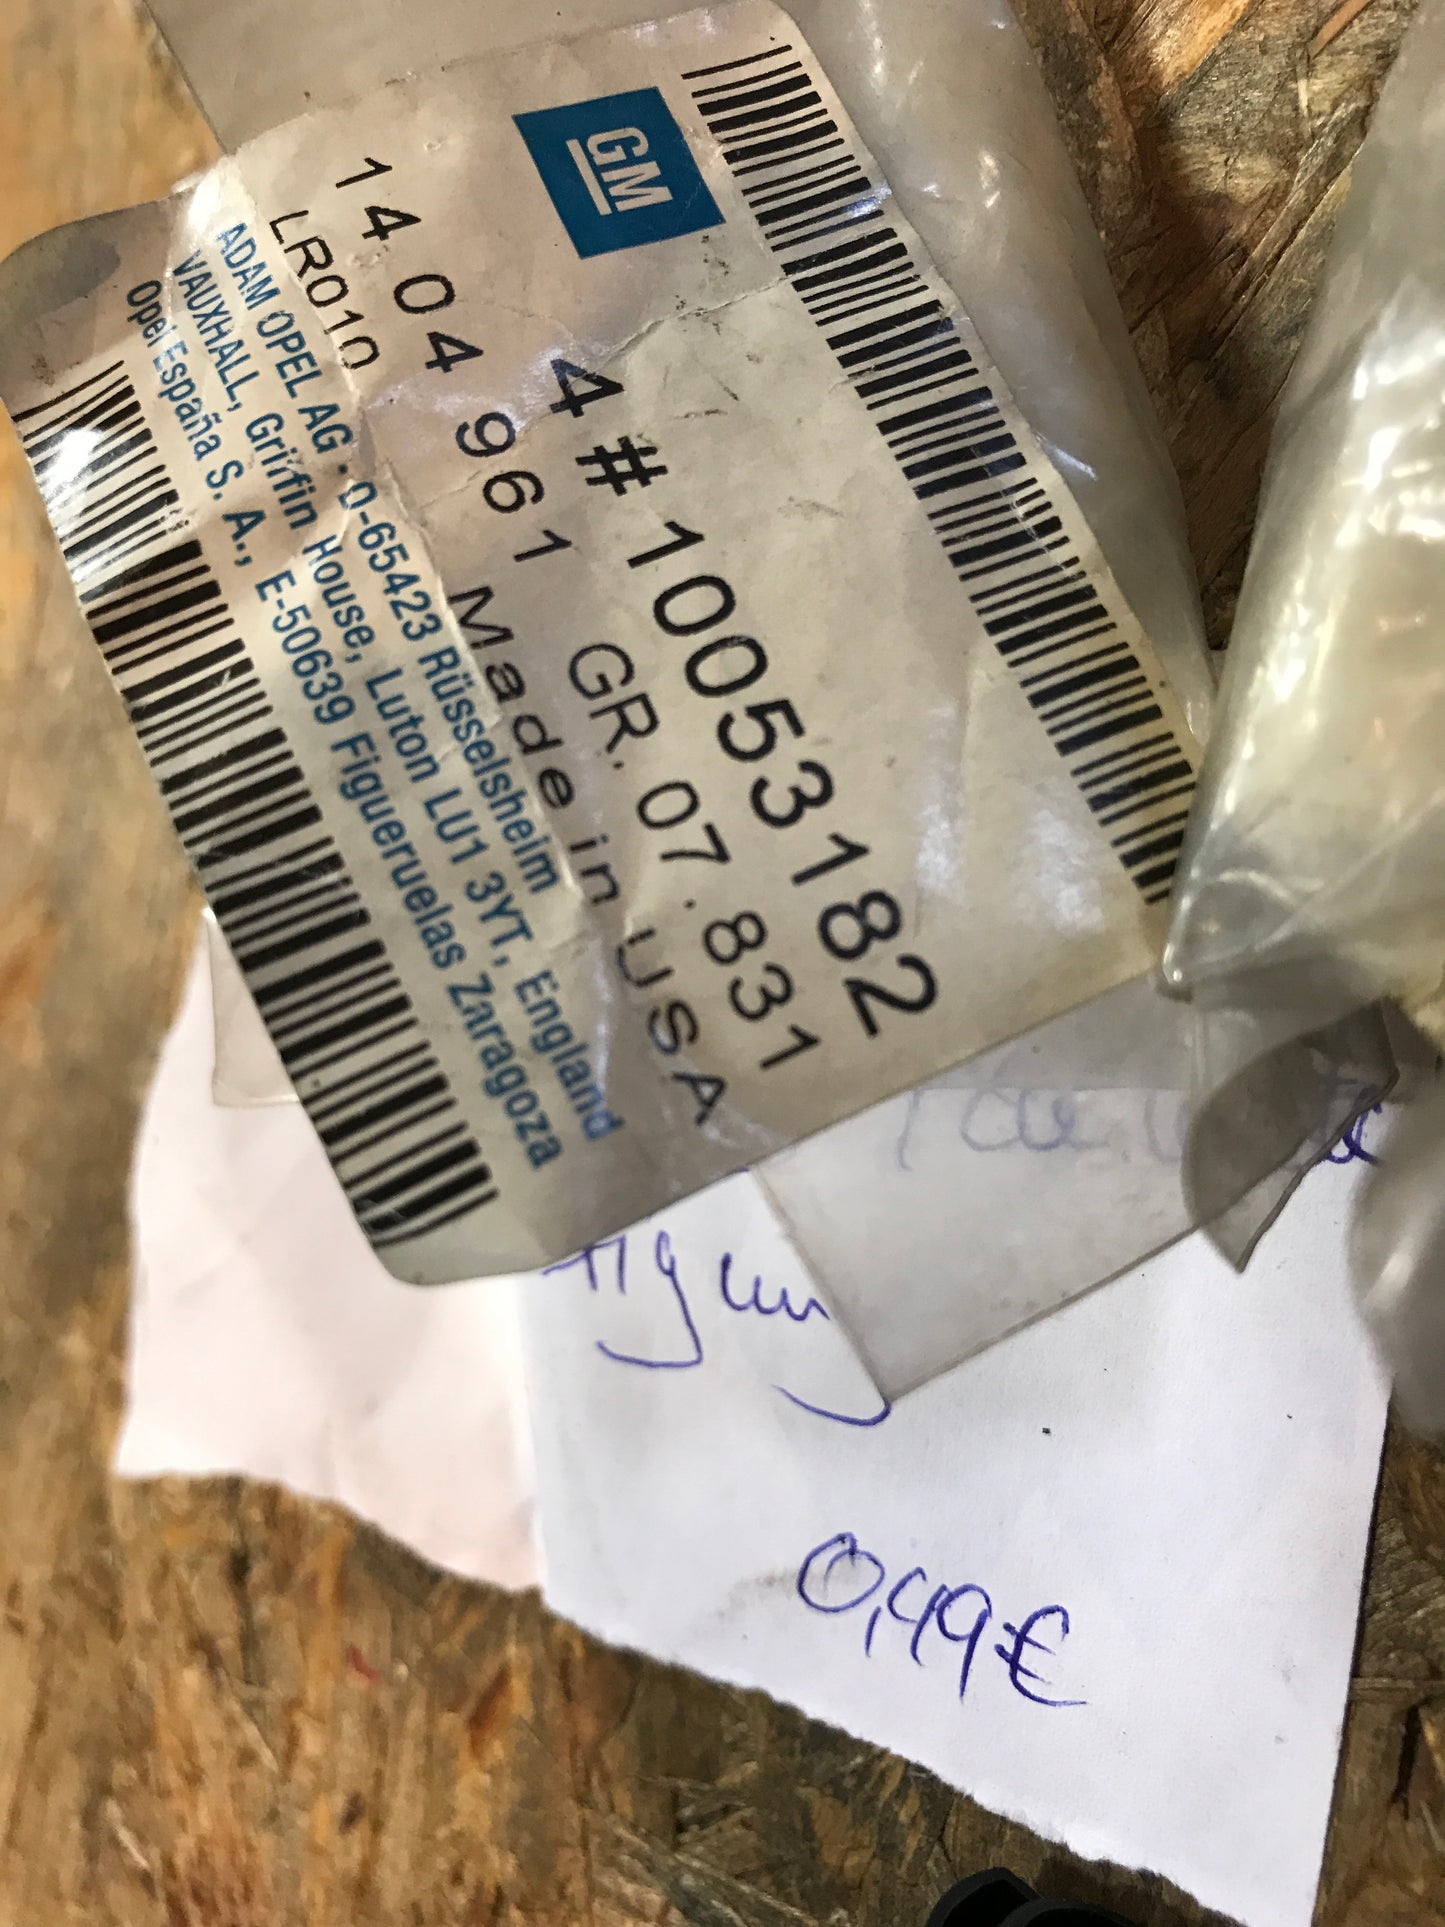 GM
4#10053182
14 04 961 GR. 07.831
LR010 Made in USA
ADAM OPEL AG · D-65423 Rüsselsheim
VAUXHALL, Griffin House, Luton LU1 3YT, England
Opel España S. A., E-50639 Figueruelas Zaragoza
0,49€